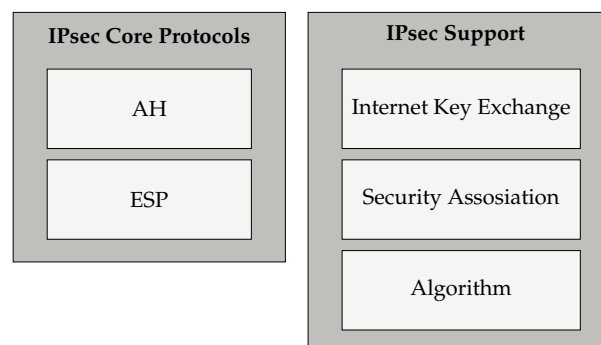 IPsec Core Protocols
AH
ESP
IPsec Support
Internet Key Exchange
Security Assosiation
Algorithm